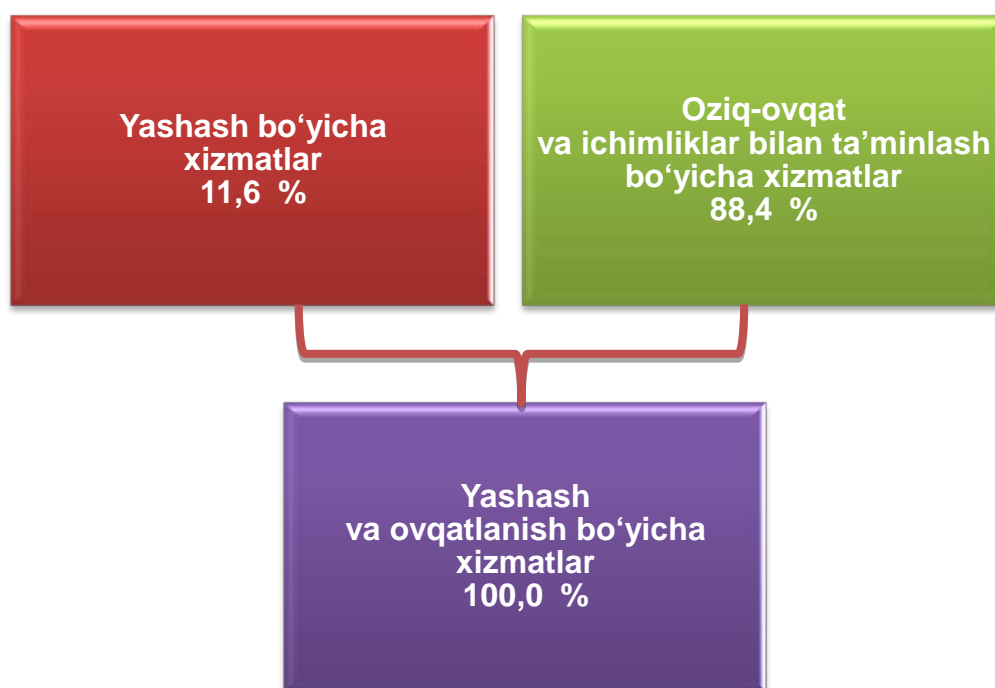 Yashash bo‘yicha
xizmatlar
11,6 %
Oziq-ovqat
va ichimliklar bilan ta’minlash
bo‘yicha xizmatlar
88,4 %
Yashash
va ovqatlanish bo‘yicha
xizmatlar
100,0 %